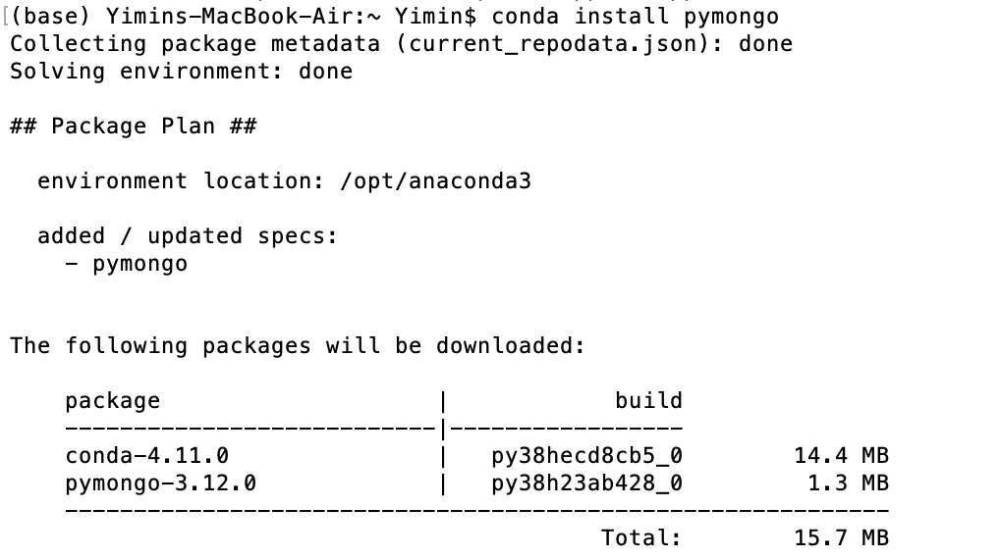 [(base) Yimins-MacBook-Air:~ Yimin$ conda install pymongo
Collecting package metadata (current_repodata.json): done
Solving environment: done
## Package Plan ##
environment location: /opt/anaconda3
added / updated specs:
- pymongo
The following packages will be downloaded:
package | build
---------------------------|-----------------
conda-4.11.0 | py38hecd8cb5_0 14.4 MB
pymongo-3.12.0 | py38h23ab428_0 1.3 MB
------------------------------------------------------------
Total: 15.7 MB